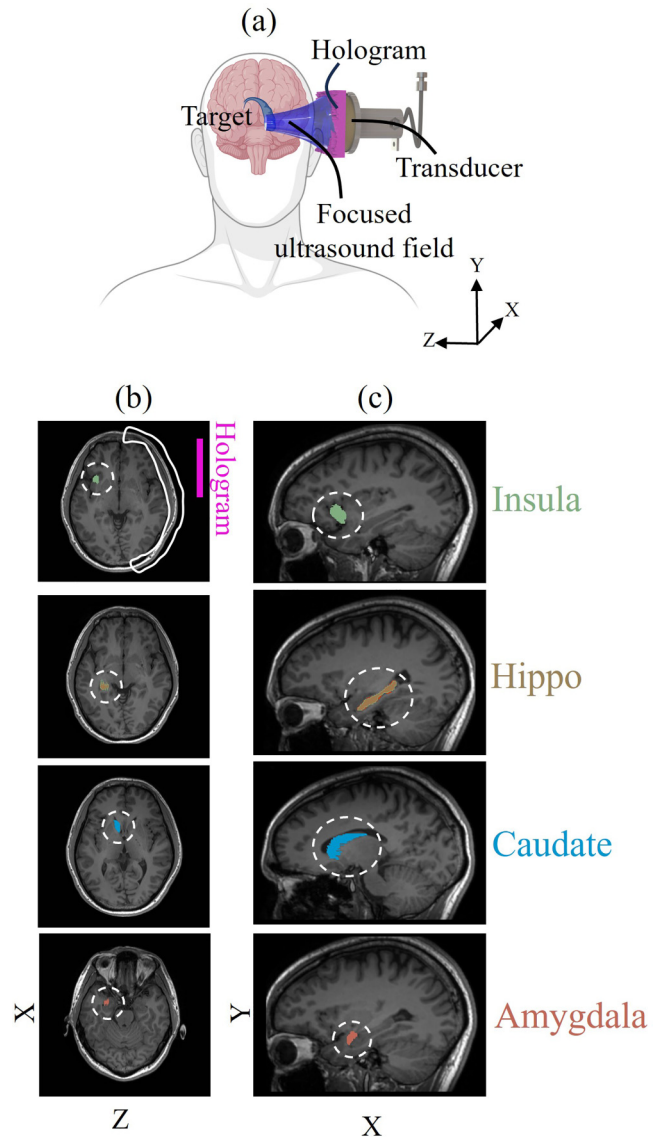 (a)
Hologram
Target
Transducer
Focused
ultrasound field
Y
X
Z
(b)
(c)
Hologram
Insula
Hippo
Caudate
Amygdala
X
Y
Z
X